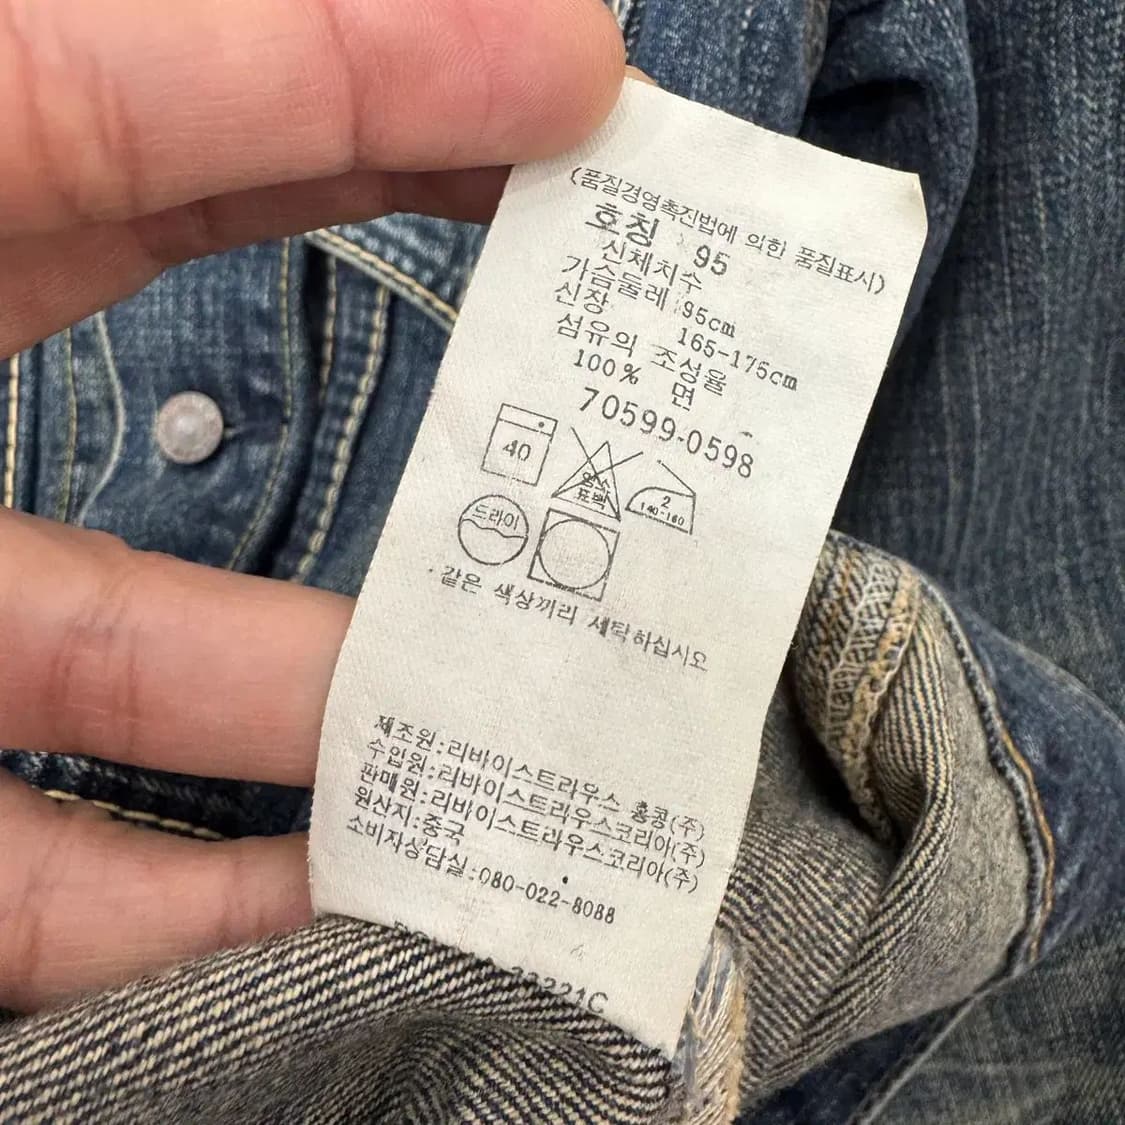 (품질경영촉진법에 의한 품질표시)
호칭 95
신체치수
가슴둘레 95cm
신장 165-175cm
섬유의 조성율
100% 면
70599-0598
40
염소
표백
2
140-160
드라이
·같은 색상끼리 세탁하십시오
제조원:리바이스트라우스 홍콩(주)
수입원:리바이스트라우스코리아(주)
판매원:리바이스트라우스코리아(주)
원산지:중국
소비자상담실:080-022-8088